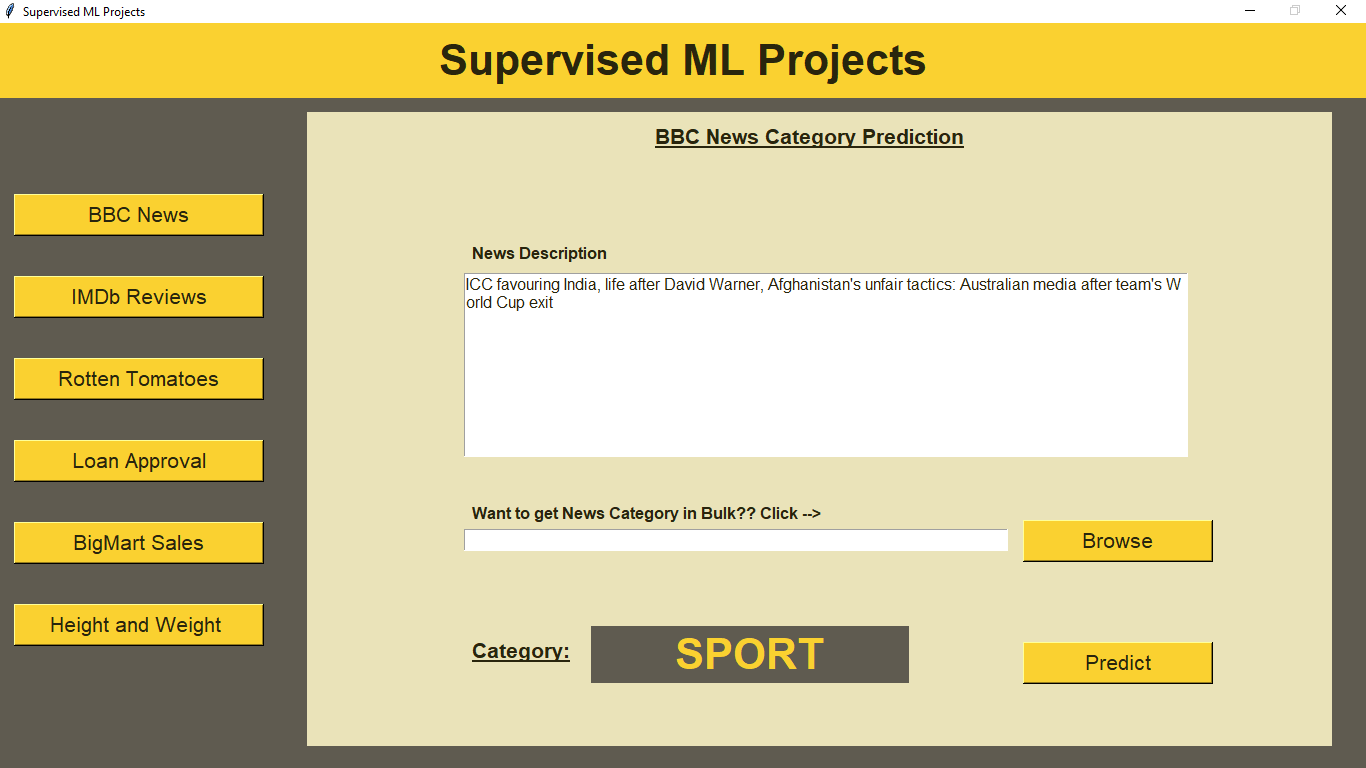 Supervised ML Projects
Supervised ML Projects
BBC News Category Prediction
BBC News
IMDb Reviews
Rotten Tomatoes
Loan Approval
BigMart Sales
Height and Weight
News Description
ICC favouring India, life after David Warner, Afghanistan's unfair tactics: Australian media after team's W
orld Cup exit
Want to get News Category in Bulk?? Click -->
Browse
Category:
SPORT
Predict